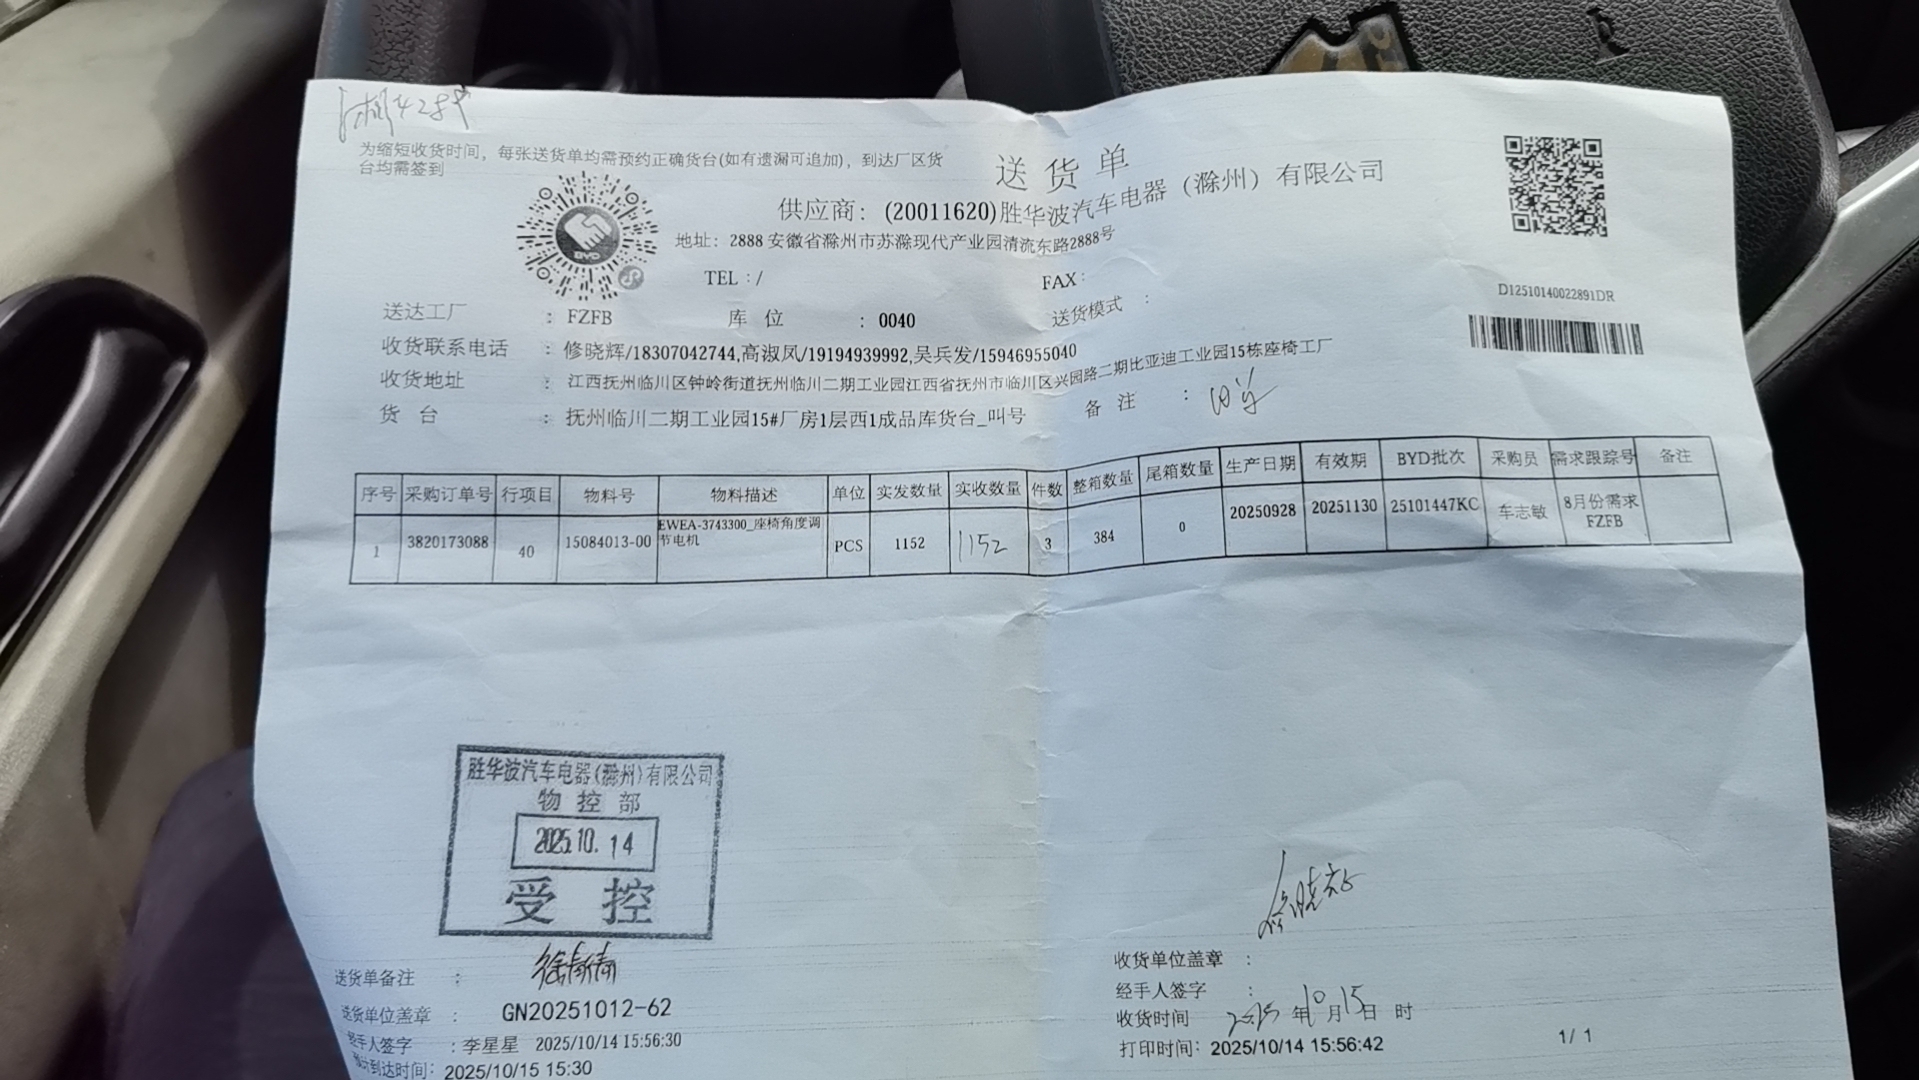 为缩短收货时间，每张送货单均需预约正确货台(如有遗漏可追加)，到达厂区货
台均需签到
送货单
供应商：(20011620)胜华波汽车电器（滁州）有限公司
地址：2888 安徽省滁州市苏滁现代产业园清流东路2888号
TEL：/ FAX：
BYD
D12510140022891DR
送达工厂：FZFB 库位：0040 送货模式：
收货联系电话：修晓辉/18307042744,高淑凤/19194939992,吴兵发/15946955040
收货地址：江西抚州临川区钟岭街道抚州临川二期工业园江西省抚州市临川区兴园路二期比亚迪工业园15栋座椅工厂
货台：抚州临川二期工业园15#厂房1层西1成品库货台_叫号 备注：
序号 采购订单号 行项目 物料号 物料描述 单位 实发数量 实收数量 件数 整箱数量 尾箱数量 生产日期 有效期 BYD批次 采购员 需求跟踪号 备注
1 3820173088 40 15084013-00 EWEA-3743300_座椅角度调节电机 PCS 1152 1152 3 384 0 20250928 20251130 25101447KC 车志敏 8月份需求FZFB
胜华波汽车电器(滁州)有限公司
物控部
2025.10.14
受控
送货单备注：
送货单位盖章：GN20251012-62
经手人签字：李星星 2025/10/14 15:56:30
预计到达时间：2025/10/15 15:30
收货单位盖章：
经手人签字：
收货时间 2025年10月15日 时
打印时间：2025/10/14 15:56:42
1/ 1